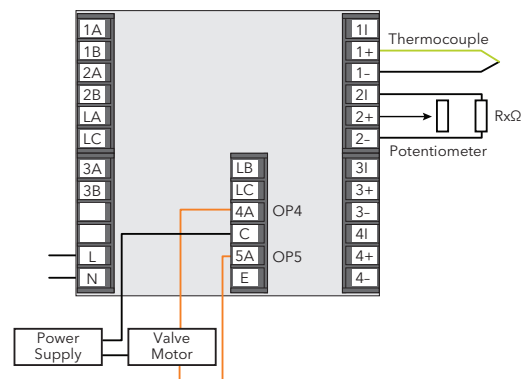 1A
1B
2A
2B
LA
LC
3A
3B
L
N
LB
LC
4A
C
5A
E
OP4
OP5
1I
1+
1–
2I
2+
2–
3I
3+
3–
4I
4+
4–
Thermocouple
RxΩ
Potentiometer
Power
Supply
Valve
Motor